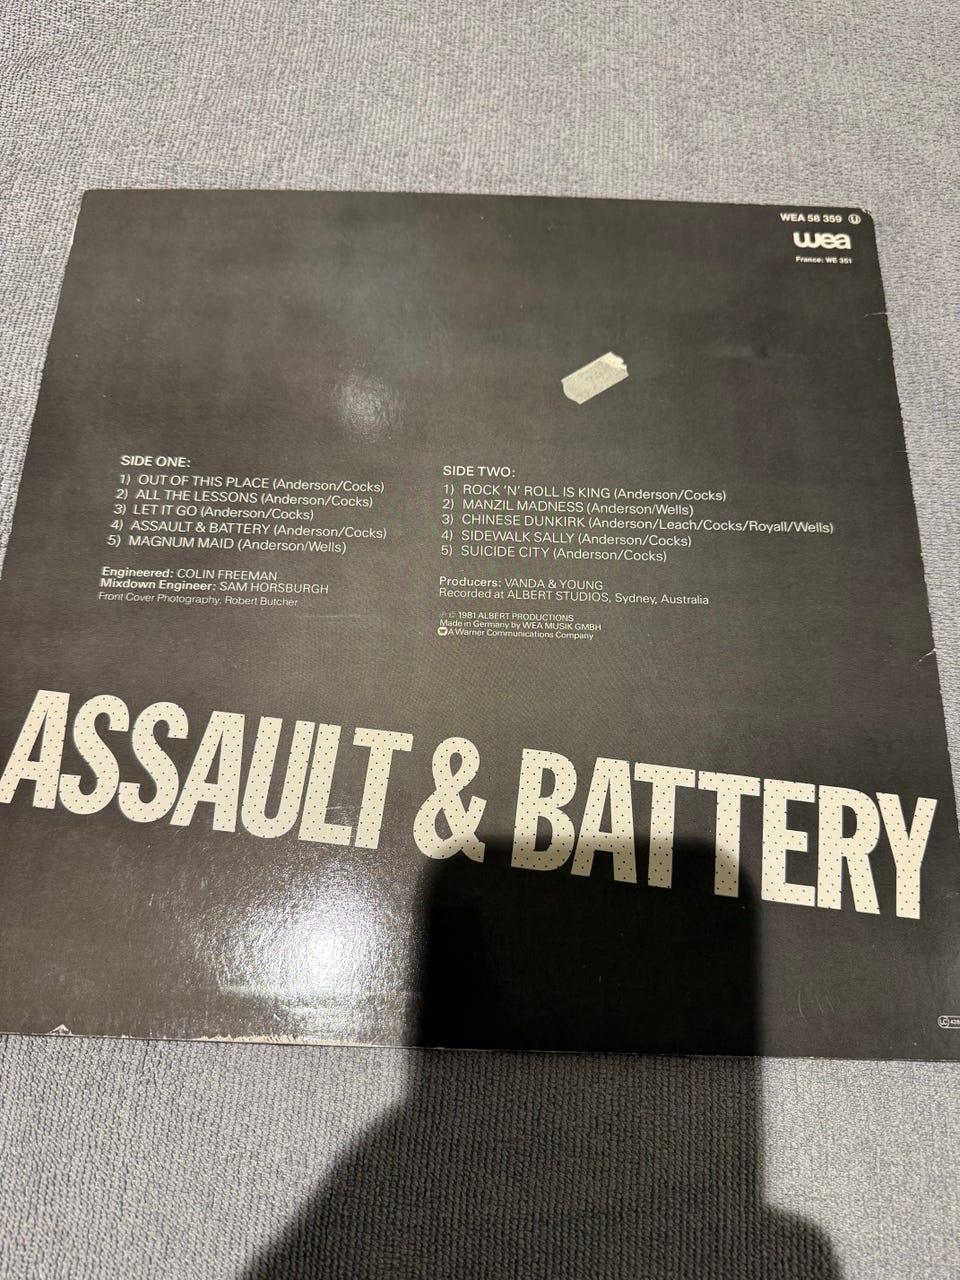 WEA 58 359 U
wea
France: WE 351
SIDE ONE:
1) OUT OF THIS PLACE (Anderson/Cocks)
2) ALL THE LESSONS (Anderson/Cocks)
3) LET IT GO (Anderson/Cocks)
4) ASSAULT & BATTERY (Anderson/Cocks)
5) MAGNUM MAID (Anderson/Wells)
Engineered: COLIN FREEMAN
Mixdown Engineer: SAM HORSBURGH
Front Cover Photography, Robert Butcher
SIDE TWO:
1) ROCK 'N' ROLL IS KING (Anderson/Cocks)
2) MANZIL MADNESS (Anderson/Wells)
3) CHINESE DUNKIRK (Anderson/Leach/Cocks/Royall/Wells)
4) SIDEWALK SALLY (Anderson/Cocks)
5) SUICIDE CITY (Anderson/Cocks)
Producers: VANDA & YOUNG
Recorded at ALBERT STUDIOS, Sydney, Australia
℗ © 1981 ALBERT PRODUCTIONS
Made in Germany by WEA MUSIK GMBH
A Warner Communications Company
ASSAULT & BATTERY
LC